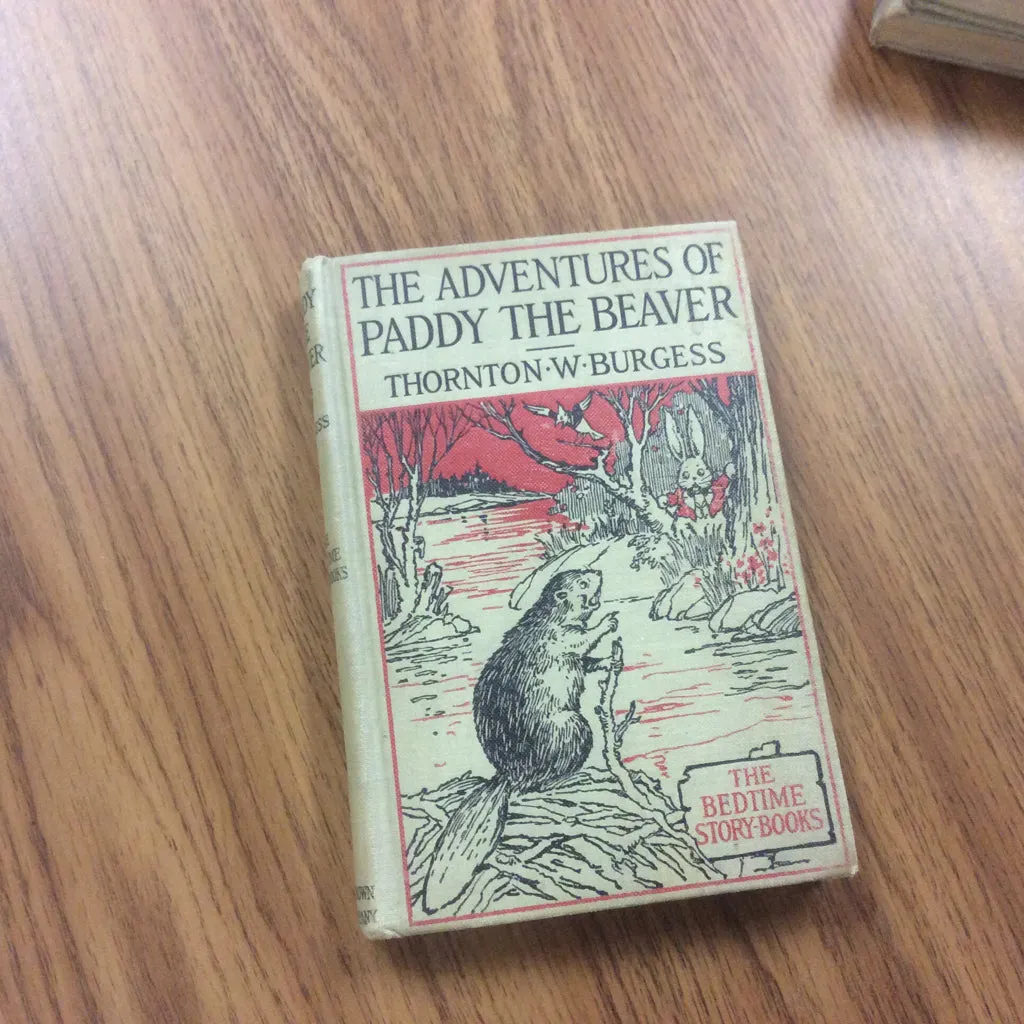 THE ADVENTURES OF
PADDY THE BEAVER
THORNTON·W·BURGESS
THE
BEDTIME
STORY-BOOKS